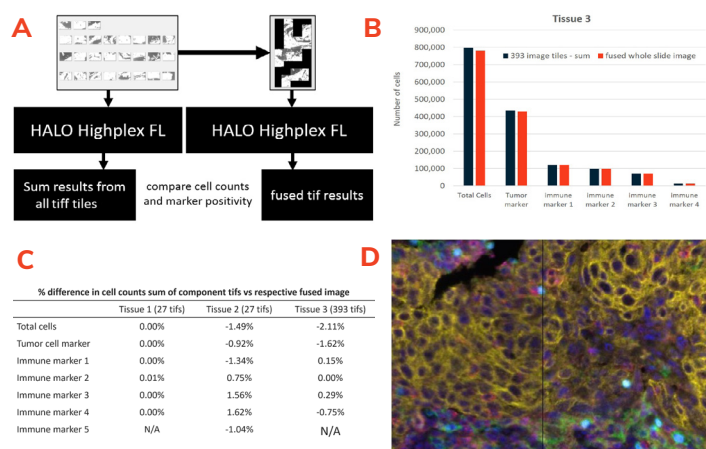 A
HALO Highplex FL
HALO Highplex FL
Sum results from
all tiff tiles
compare cell counts
and marker positivity
fused tif results
B
Tissue 3
393 image tiles - sum
fused whole slide image
Number of cells
900,000
800,000
700,000
600,000
500,000
400,000
300,000
200,000
100,000
0
Total Cells
Tumor
marker
Immune
marker 1
Immune
marker 2
Immune
marker 3
Immune
marker 4
C
% difference in cell counts sum of component tifs vs respective fused image
Tissue 1 (27 tifs) Tissue 2 (27 tifs) Tissue 3 (393 tifs)
Total cells 0.00% -1.49% -2.11%
Tumor cell marker 0.00% -0.92% -1.62%
Immune marker 1 0.00% -1.34% 0.15%
Immune marker 2 0.01% 0.75% 0.00%
Immune marker 3 0.00% 1.56% 0.29%
Immune marker 4 0.00% 1.62% -0.75%
Immune marker 5 N/A -1.04% N/A
D